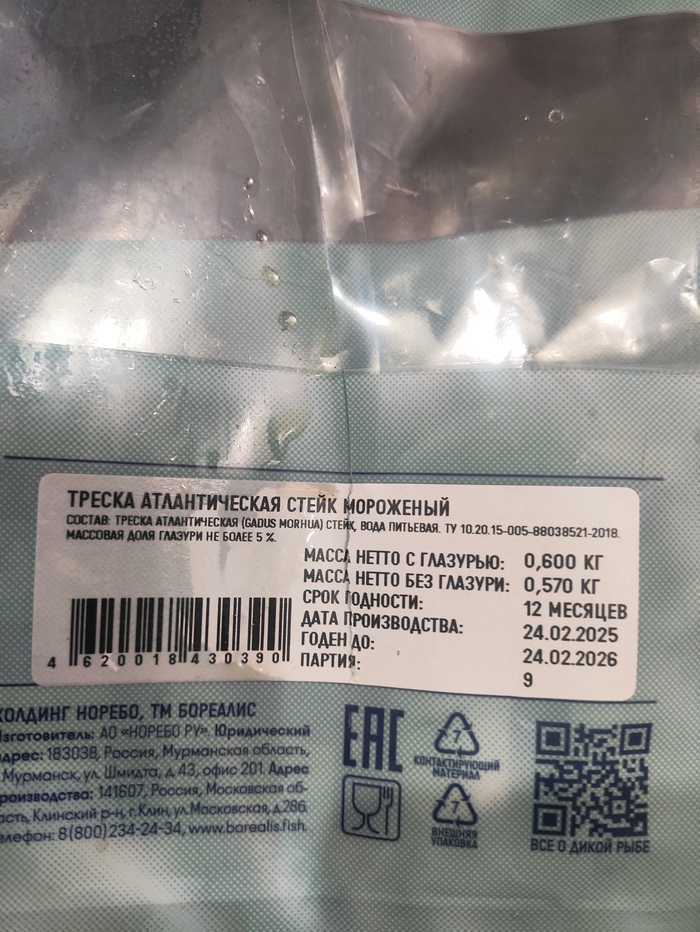 ТРЕСКА АТЛАНТИЧЕСКАЯ СТЕЙК МОРОЖЕНЫЙ
СОСТАВ: ТРЕСКА АТЛАНТИЧЕСКАЯ (GADUS MORHUA) СТЕЙК, ВОДА ПИТЬЕВАЯ. ТУ 10.20.15-005-88038521-2018.
МАССОВАЯ ДОЛЯ ГЛАЗУРИ НЕ БОЛЕЕ 5 %.
МАССА НЕТТО С ГЛАЗУРЬЮ: 0,600 КГ
МАССА НЕТТО БЕЗ ГЛАЗУРИ: 0,570 КГ
СРОК ГОДНОСТИ: 12 МЕСЯЦЕВ
ДАТА ПРОИЗВОДСТВА: 24.02.2025
ГОДЕН ДО: 24.02.2026
ПАРТИЯ: 9
4 620018 430390
ХОЛДИНГ НОРЕБО, ТМ БОРЕАЛИС
Изготовитель: АО «НОРЕБО РУ». Юридический
адрес: 183038, Россия, Мурманская область,
г. Мурманск, ул. Шмидта, д.43, офис 201. Адрес
производства: 141607, Россия, Московская об-
ласть, Клинский р-н, г.Клин, ул.Московская, д.28б.
Телефон: 8(800)234-24-34, www.borealis.fish.
EAC
7
КОНТАКТИРУЮЩИЙ
МАТЕРИАЛ
7
ВНЕШНЯЯ
УПАКОВКА
ВСЕ О ДИКОЙ РЫБЕ